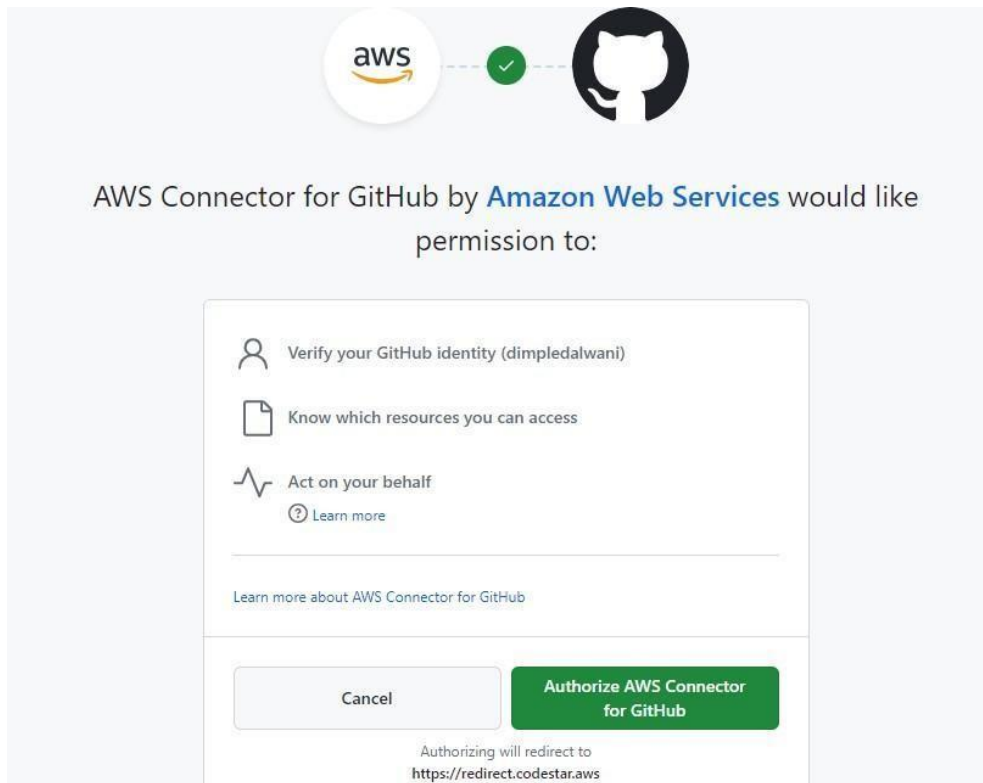 aws
AWS Connector for GitHub by Amazon Web Services would like
permission to:
Verify your GitHub identity (dimpledalwani)
Know which resources you can access
Act on your behalf
Learn more
Learn more about AWS Connector for GitHub
Cancel
Authorize AWS Connector
for GitHub
Authorizing will redirect to
https://redirect.codestar.aws